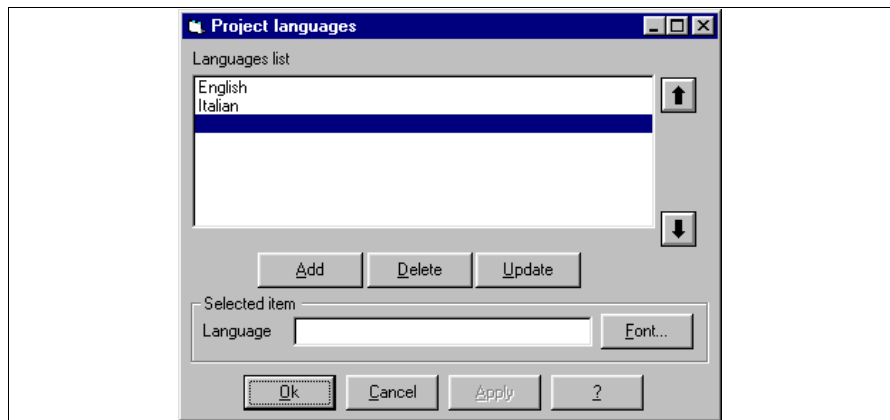 Project languages
Languages list
English
Italian
Add Delete Update
Selected item
Language Font...
Ok Cancel Apply ?